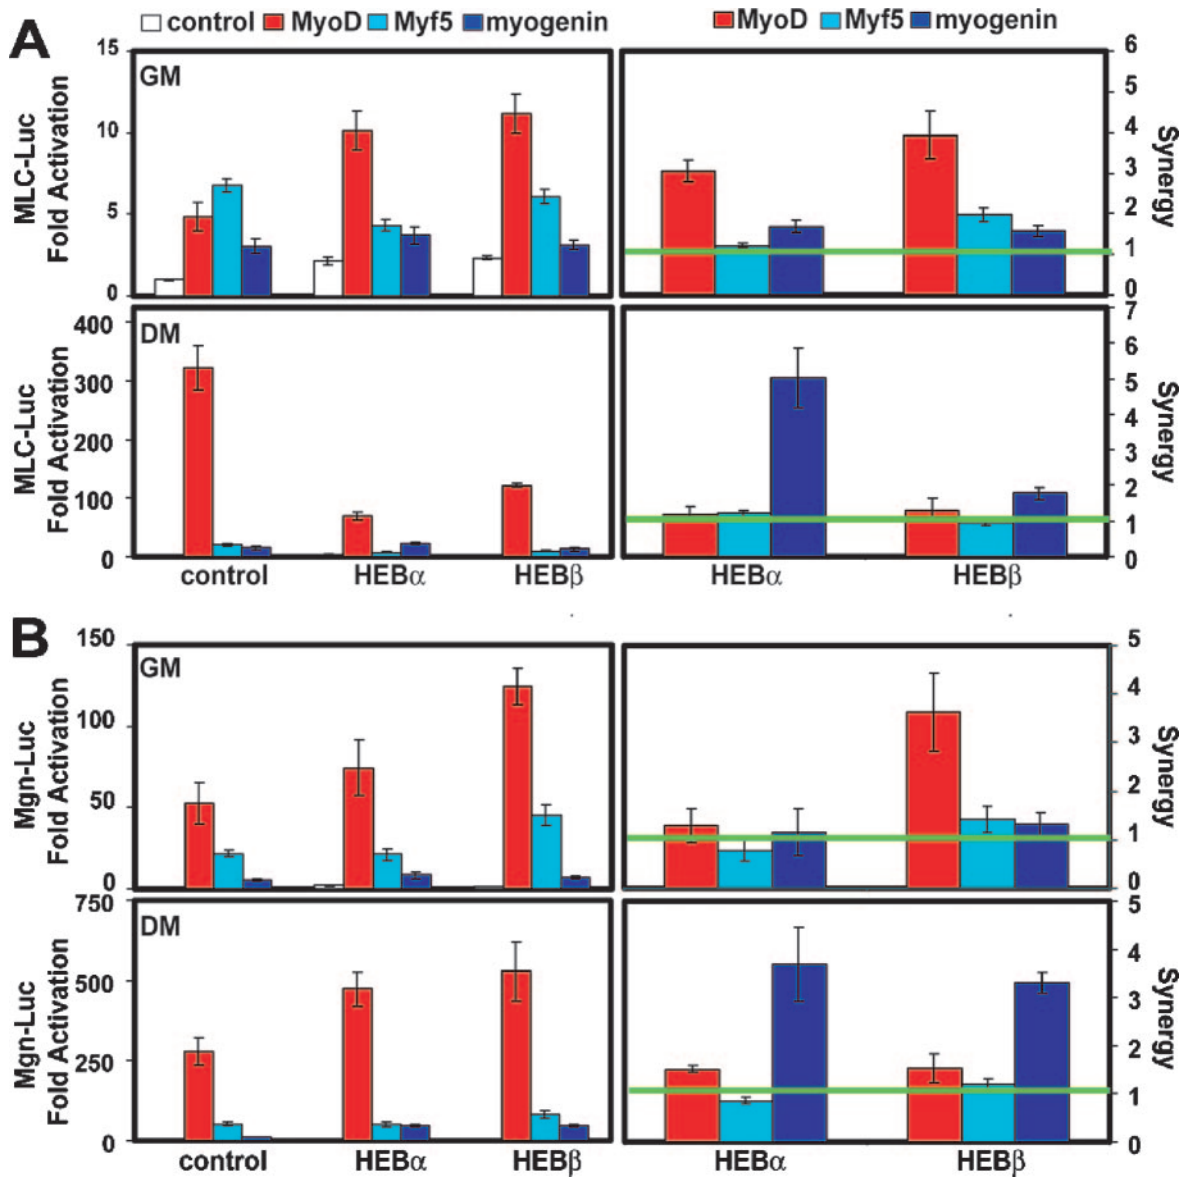 A
control MyoD Myf5 myogenin
MyoD Myf5 myogenin
MLC-Luc
Fold Activation
15
10
5
0
GM
6
5
4
3
2
1
0
Synergy
MLC-Luc
Fold Activation
400
300
200
100
0
DM
7
6
5
4
3
2
1
0
Synergy
control HEBα HEBβ
HEBα HEBβ
B
Mgn-Luc
Fold Activation
150
100
50
0
GM
5
4
3
2
1
0
Synergy
Mgn-Luc
Fold Activation
750
500
250
0
DM
5
4
3
2
1
0
Synergy
control HEBα HEBβ
HEBα HEBβ